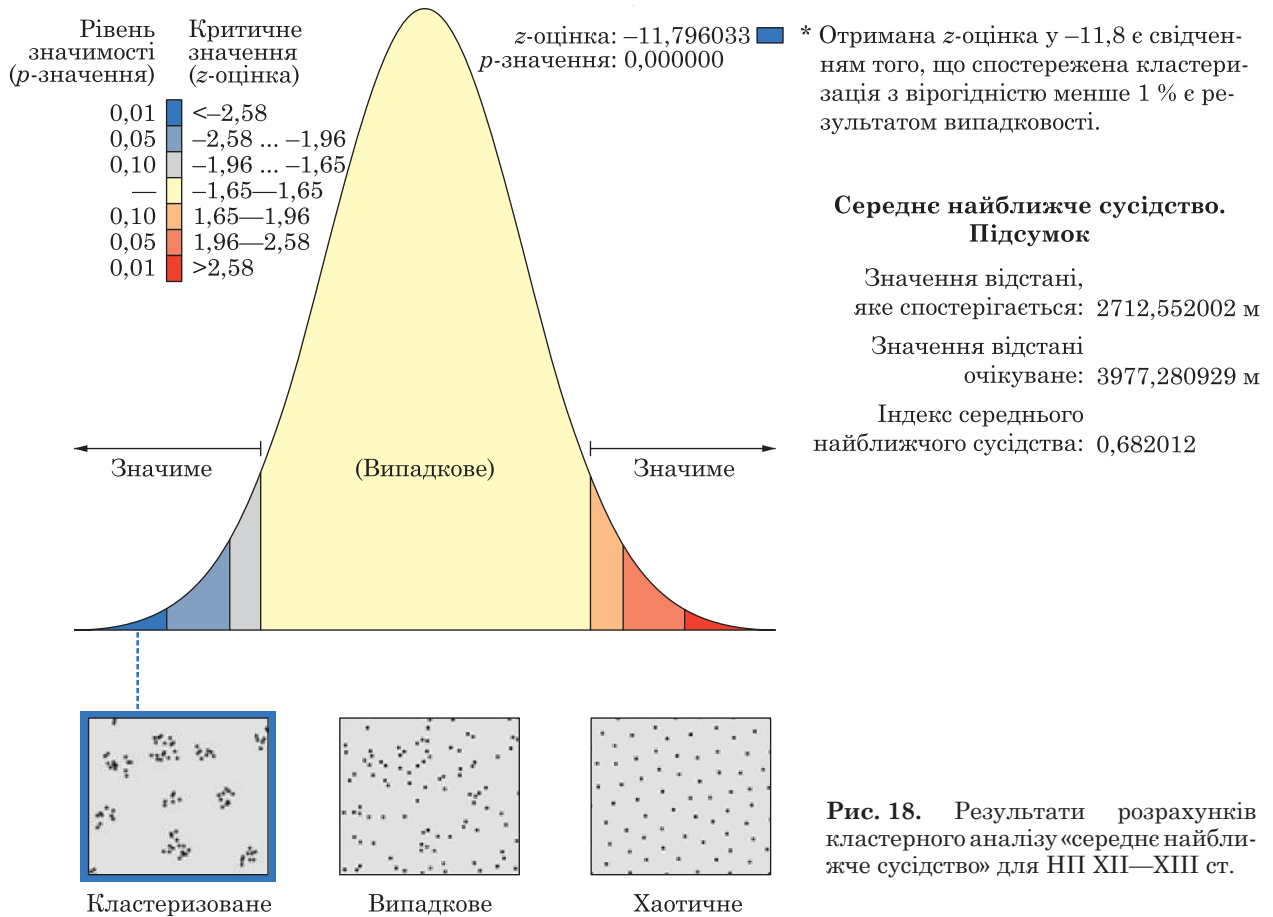 Рівень
значимості
(p-значення)
Критичне
значення
(z-оцінка)
0,01 <–2,58
0,05 –2,58 ... –1,96
0,10 –1,96 ... –1,65
— –1,65—1,65
0,10 1,65—1,96
0,05 1,96—2,58
0,01 >2,58
z-оцінка: –11,796033
p-значення: 0,000000
* Отримана z-оцінка у –11,8 є свідчен-
ням того, що спостережена кластери-
зація з вірогідністю менше 1 % є ре-
зультатом випадковості.
Середнє найближче сусідство.
Підсумок
Значення відстані,
яке спостерігається: 2712,552002 м
Значення відстані
очікуване: 3977,280929 м
Індекс середнього
найближчого сусідства: 0,682012
Значиме
(Випадкове)
Значиме
Кластеризоване
Випадкове
Хаотичне
Рис. 18. Результати розрахунків
кластерного аналізу «середнє найбли-
жче сусідство» для НП XII—XIII ст.